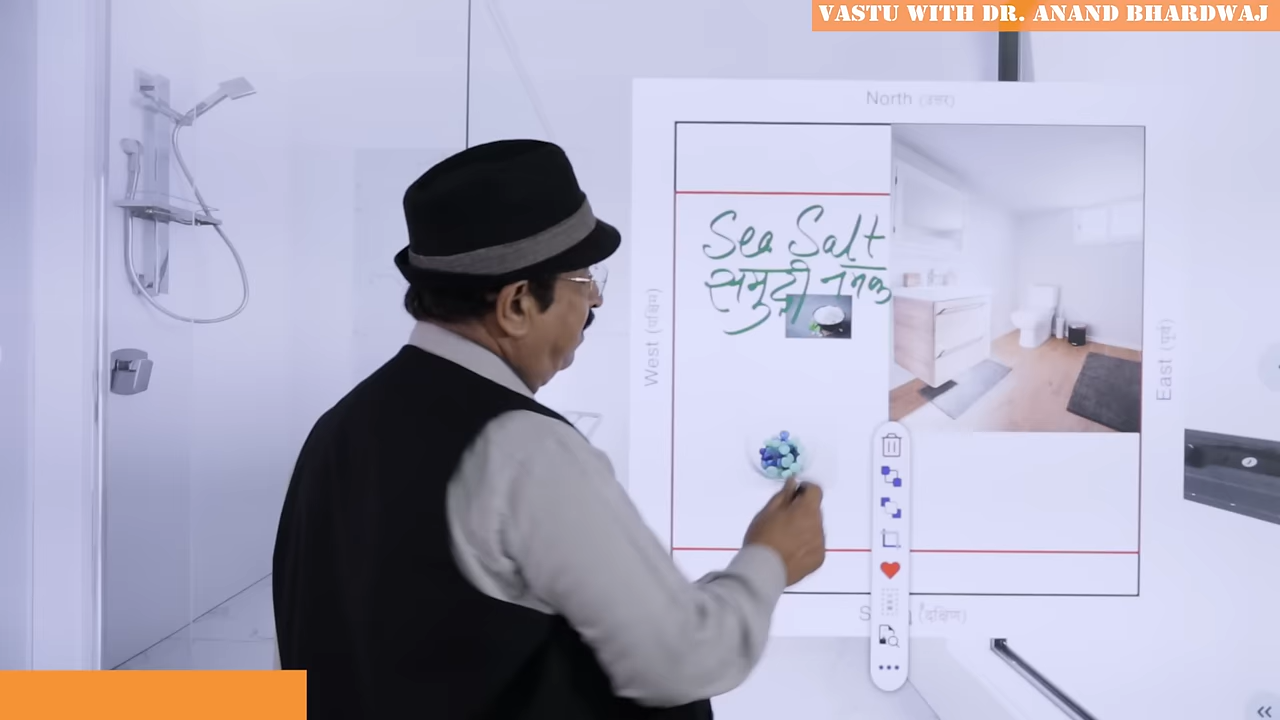 VASTU WITH DR. ANAND BHARDWAJ
North (उत्तर)
Sea Salt
समुद्री नमक
West (पश्चिम)
East (पूर्व)
(दक्षिण)